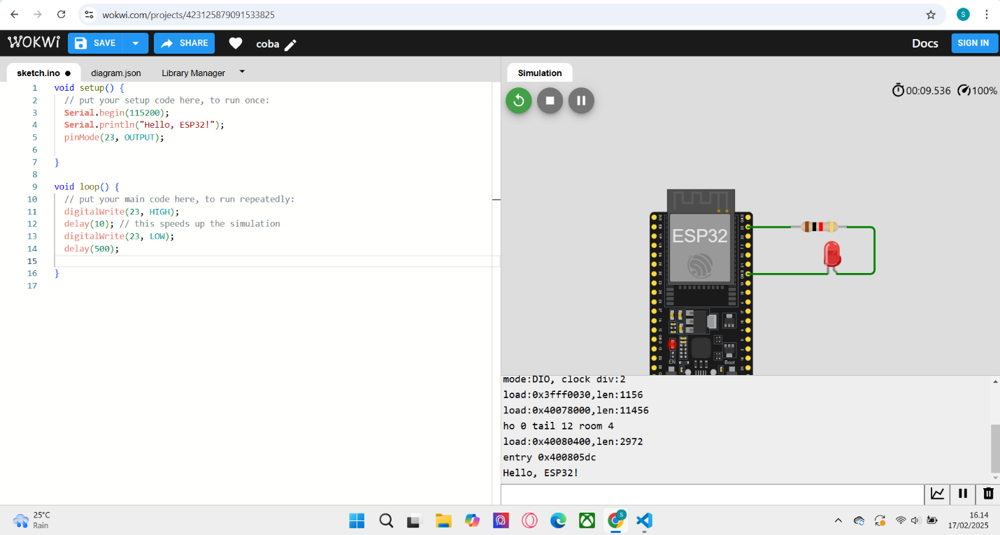 wokwi.com/projects/423125879091533825
S
WOKWi
SAVE
SHARE
coba
Docs
SIGN IN
sketch.ino ●
diagram.json
Library Manager
1 void setup() {
2 // put your setup code here, to run once:
3 Serial.begin(115200);
4 Serial.println("Hello, ESP32!");
5 pinMode(23, OUTPUT);
6
7 }
8
9 void loop() {
10 // put your main code here, to run repeatedly:
11 digitalWrite(23, HIGH);
12 delay(10); // this speeds up the simulation
13 digitalWrite(23, LOW);
14 delay(500);
15
16 }
17
Simulation
00:09.536
100%
ESP32
EN
Boot
mode:DIO, clock div:2
load:0x3fff0030,len:1156
load:0x40078000,len:11456
ho 0 tail 12 room 4
load:0x40080400,len:2972
entry 0x400805dc
Hello, ESP32!
25°C
Rain
S
16.14
17/02/2025